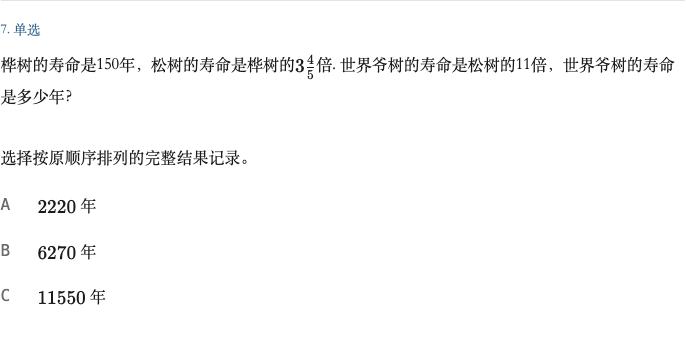 7. 单选
桦树的寿命是150年，松树的寿命是桦树的3 4/5 倍. 世界爷树的寿命是松树的11倍，世界爷树的寿命
是多少年?
选择按原顺序排列的完整结果记录。
A 2220 年
B 6270 年
C 11550 年